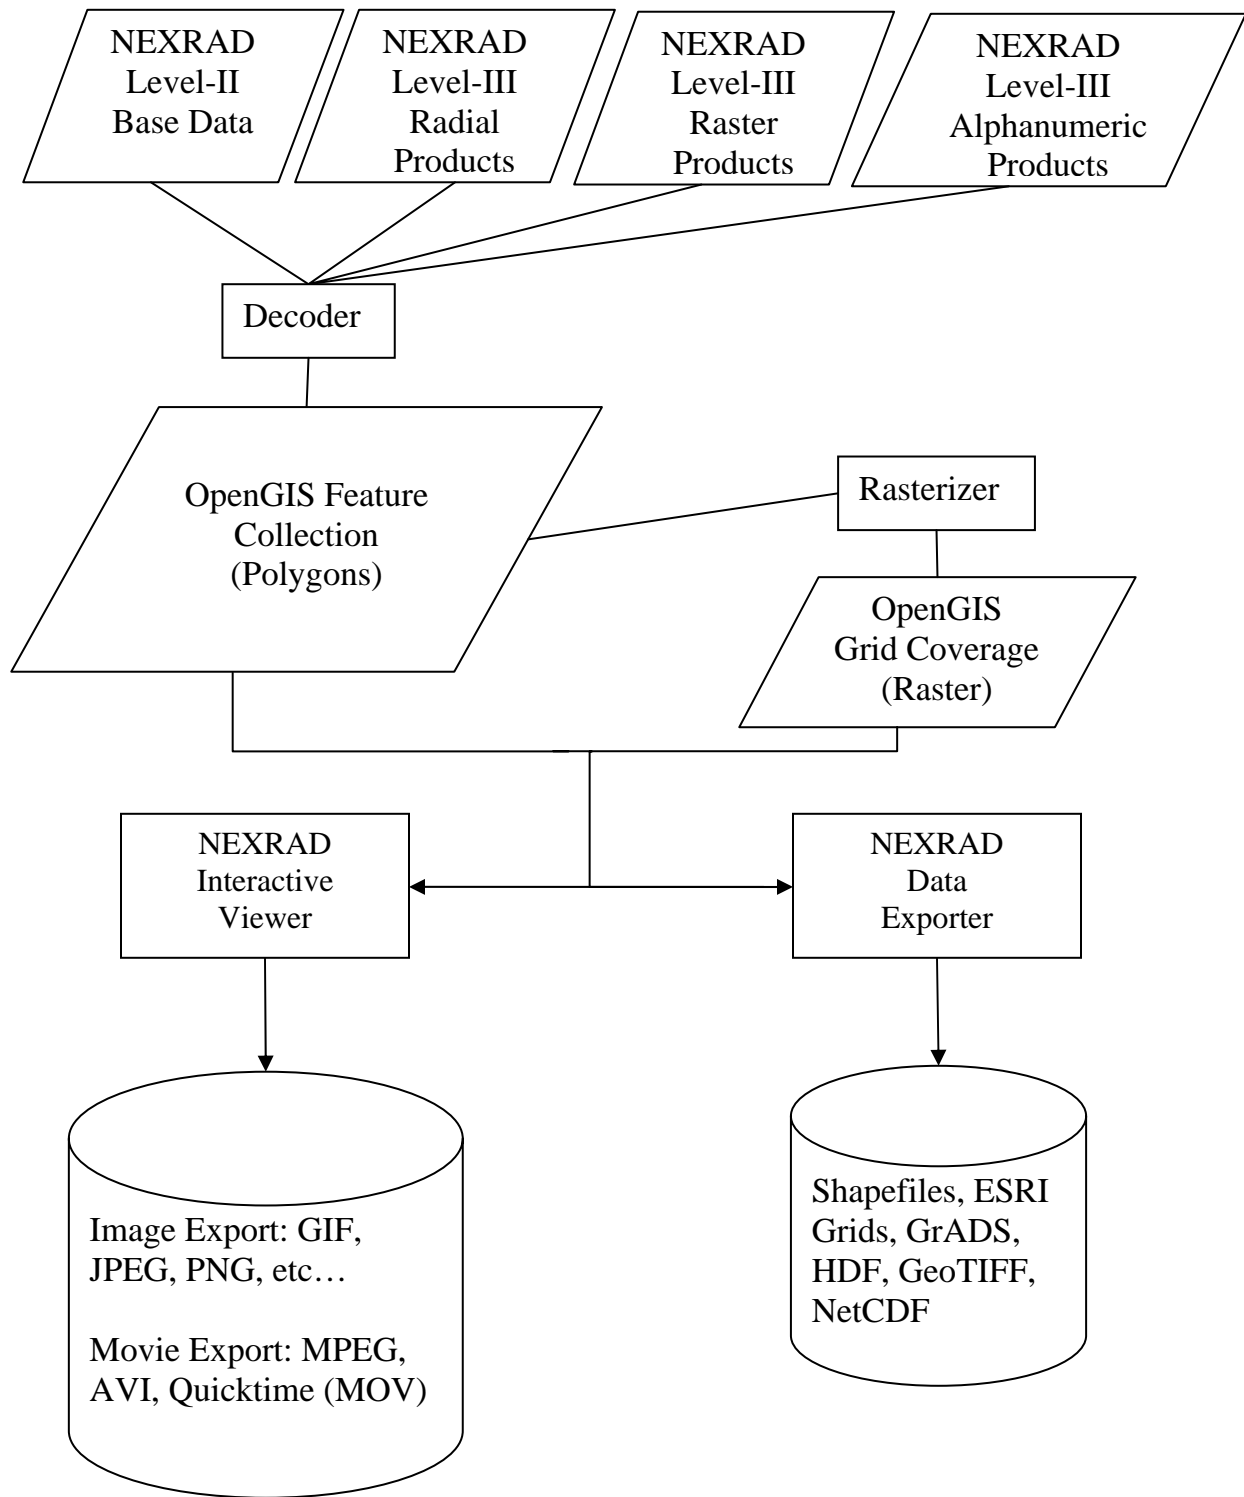 NEXRAD
Level-II
Base Data
NEXRAD
Level-III
Radial
Products
NEXRAD
Level-III
Raster
Products
NEXRAD
Level-III
Alphanumeric
Products
Decoder
OpenGIS Feature
Collection
(Polygons)
Rasterizer
OpenGIS
Grid Coverage
(Raster)
NEXRAD
Interactive
Viewer
NEXRAD
Data
Exporter
Image Export: GIF,
JPEG, PNG, etc…
Movie Export: MPEG,
AVI, Quicktime (MOV)
Shapefiles, ESRI
Grids, GrADS,
HDF, GeoTIFF,
NetCDF